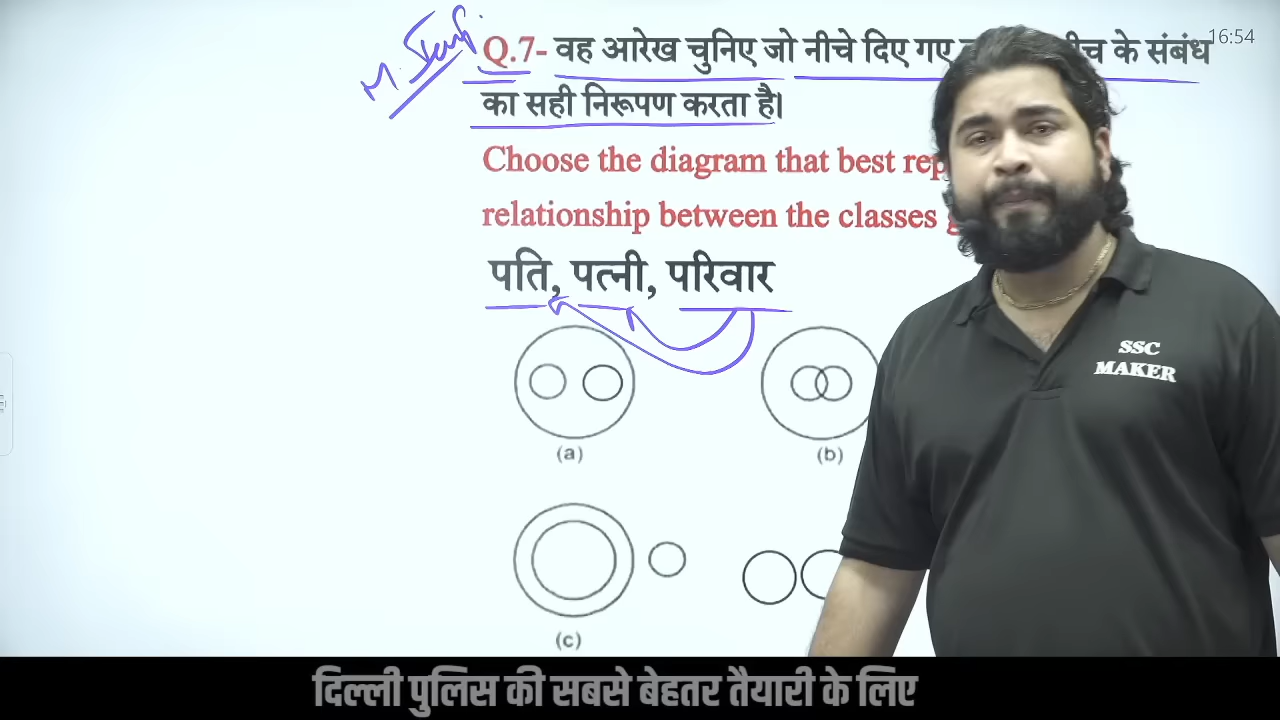 16:54
Q.7- वह आरेख चुनिए जो नीचे दिए गए के संबंध
का सही निरूपण करता है।
Choose the diagram that best
relationship between the classes
पति, पत्नी, परिवार
(a)
(b)
(c)
SSC
MAKER
दिल्ली पुलिस की सबसे बेहतर तैयारी के लिए